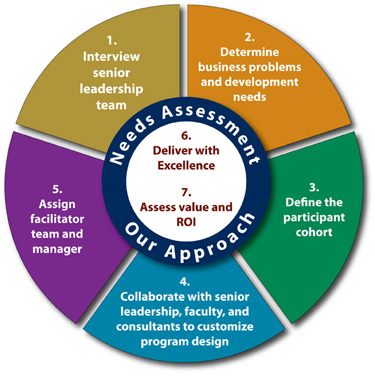 1.
Interview
senior
leadership
team
2.
Determine
business problems
and development
needs
3.
Define the
participant
cohort
4.
Collaborate with senior
leadership, faculty, and
consultants to customize
program design
5.
Assign
facilitator
team and
manager
Needs Assessment
6.
Deliver with
Excellence
7.
Assess value and
ROI
Our Approach